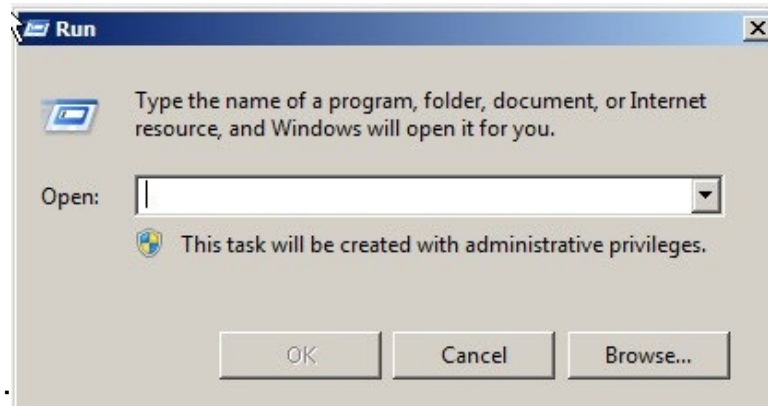 Run
Type the name of a program, folder, document, or Internet
resource, and Windows will open it for you.
Open:
This task will be created with administrative privileges.
OK Cancel Browse...
.